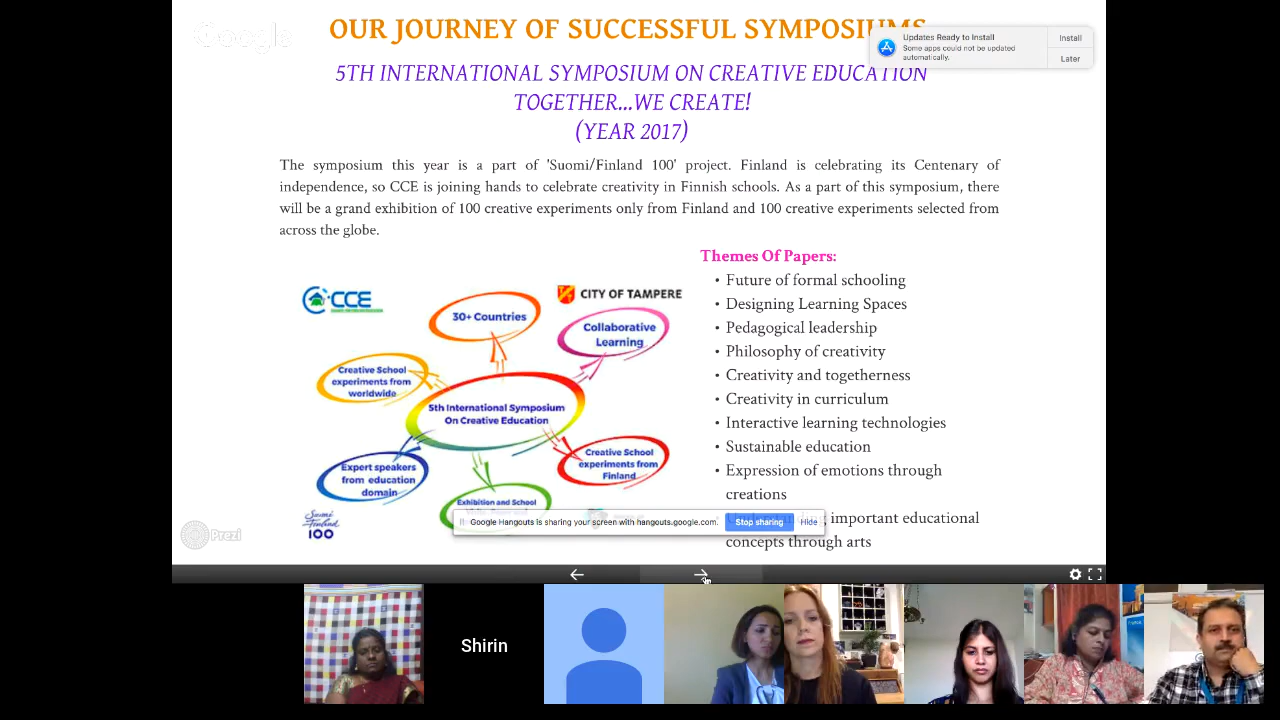 Google
OUR JOURNEY OF SUCCESSFUL SYMPOSIUMS
Updates Ready to Install
Some apps could not be updated
automatically.
Install
Later
5TH INTERNATIONAL SYMPOSIUM ON CREATIVE EDUCATION
TOGETHER...WE CREATE!
(YEAR 2017)
The symposium this year is a part of 'Suomi/Finland 100' project. Finland is celebrating its Centenary of
independence, so CCE is joining hands to celebrate creativity in Finnish schools. As a part of this symposium, there
will be a grand exhibition of 100 creative experiments only from Finland and 100 creative experiments selected from
across the globe.
Themes Of Papers:
• Future of formal schooling
• Designing Learning Spaces
• Pedagogical leadership
• Philosophy of creativity
• Creativity and togetherness
• Creativity in curriculum
• Interactive learning technologies
• Sustainable education
• Expression of emotions through
creations
important educational
concepts through arts
CCE
CITY OF TAMPERE
30+ Countries
Collaborative
Learning
Creative School
experiments from
worldwide
5th International Symposium
On Creative Education
Creative School
experiments from
Finland
Expert speakers
from education
domain
Exhibition and School
Suomi
Finland
100
Google Hangouts is sharing your screen with hangouts.google.com.
Stop sharing
Hide
Prezi
Shirin